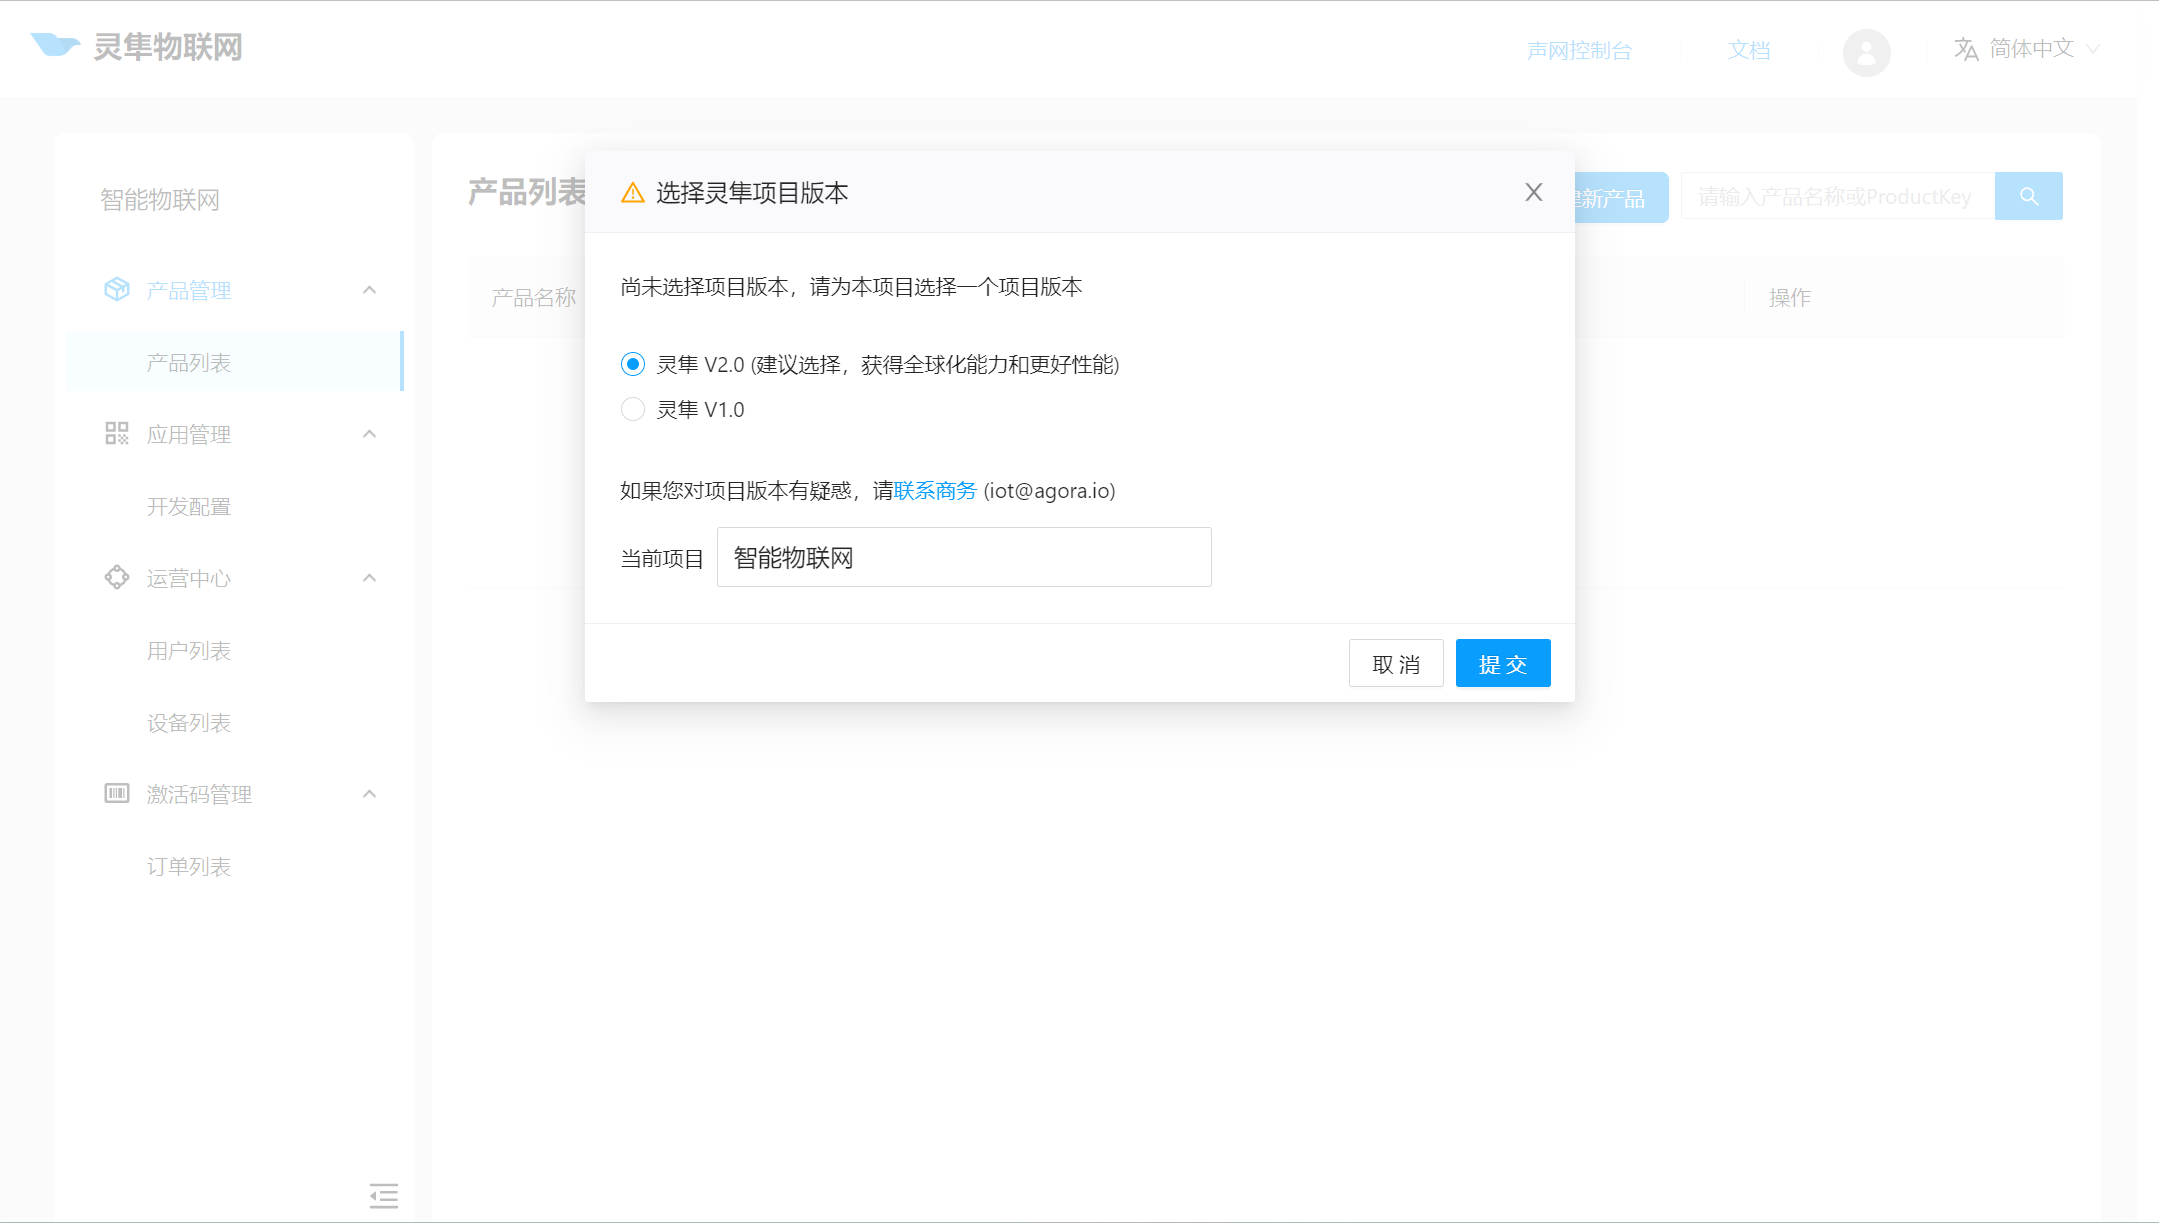 灵隼物联网
声网控制台
文档
简体中文
智能物联网
产品管理
产品列表
应用管理
开发配置
运营中心
用户列表
设备列表
激活码管理
订单列表
产品列表
建新产品
请输入产品名称或ProductKey
产品名称
操作
选择灵隼项目版本
尚未选择项目版本，请为本项目选择一个项目版本
灵隼 V2.0 (建议选择，获得全球化能力和更好性能)
灵隼 V1.0
如果您对项目版本有疑惑，请联系商务 (iot@agora.io)
当前项目 智能物联网
取 消
提 交